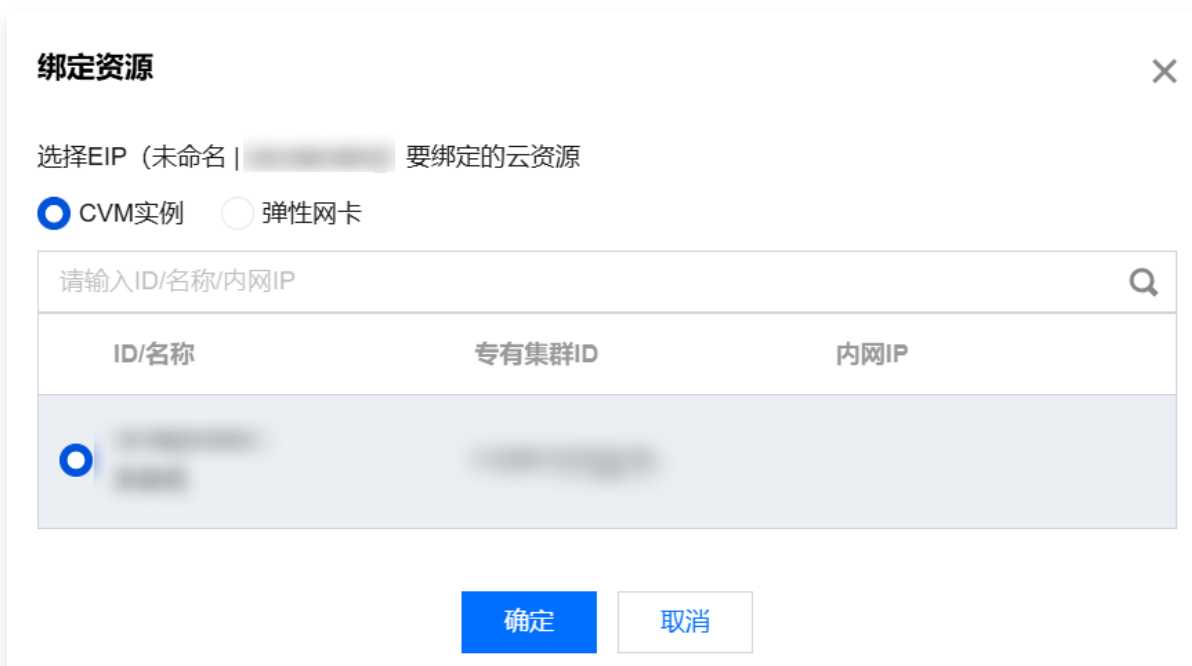 绑定资源
选择EIP（未命名 | 要绑定的云资源
CVM实例 弹性网卡
请输入ID/名称/内网IP
ID/名称 专有集群ID 内网IP
确定 取消